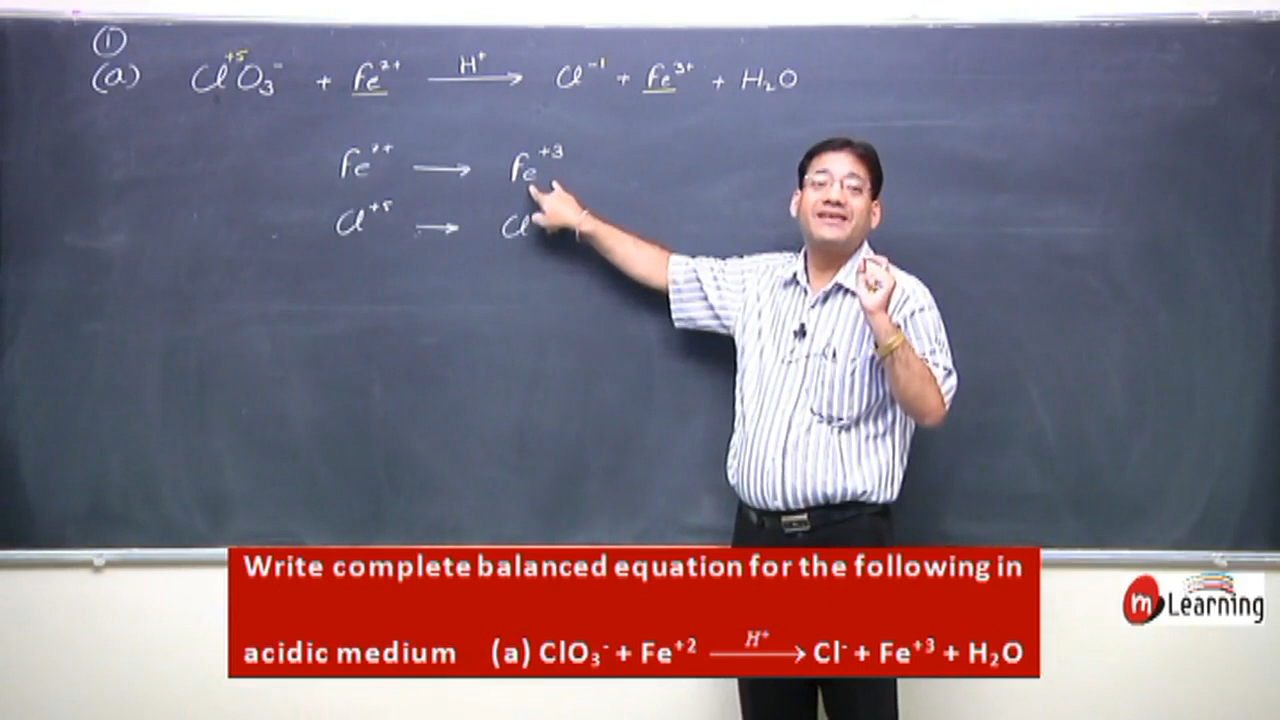 ①
(a) Cl⁺⁵O₃⁻ + Fe²⁺ —H⁺→ Cl⁻¹ + Fe³⁺ + H₂O
Fe²⁺ → Fe⁺³
Cl⁺⁵ → Cl
Write complete balanced equation for the following in
acidic medium (a) ClO₃⁻ + Fe⁺² —H⁺→ Cl⁻ + Fe⁺³ + H₂O
m Learning